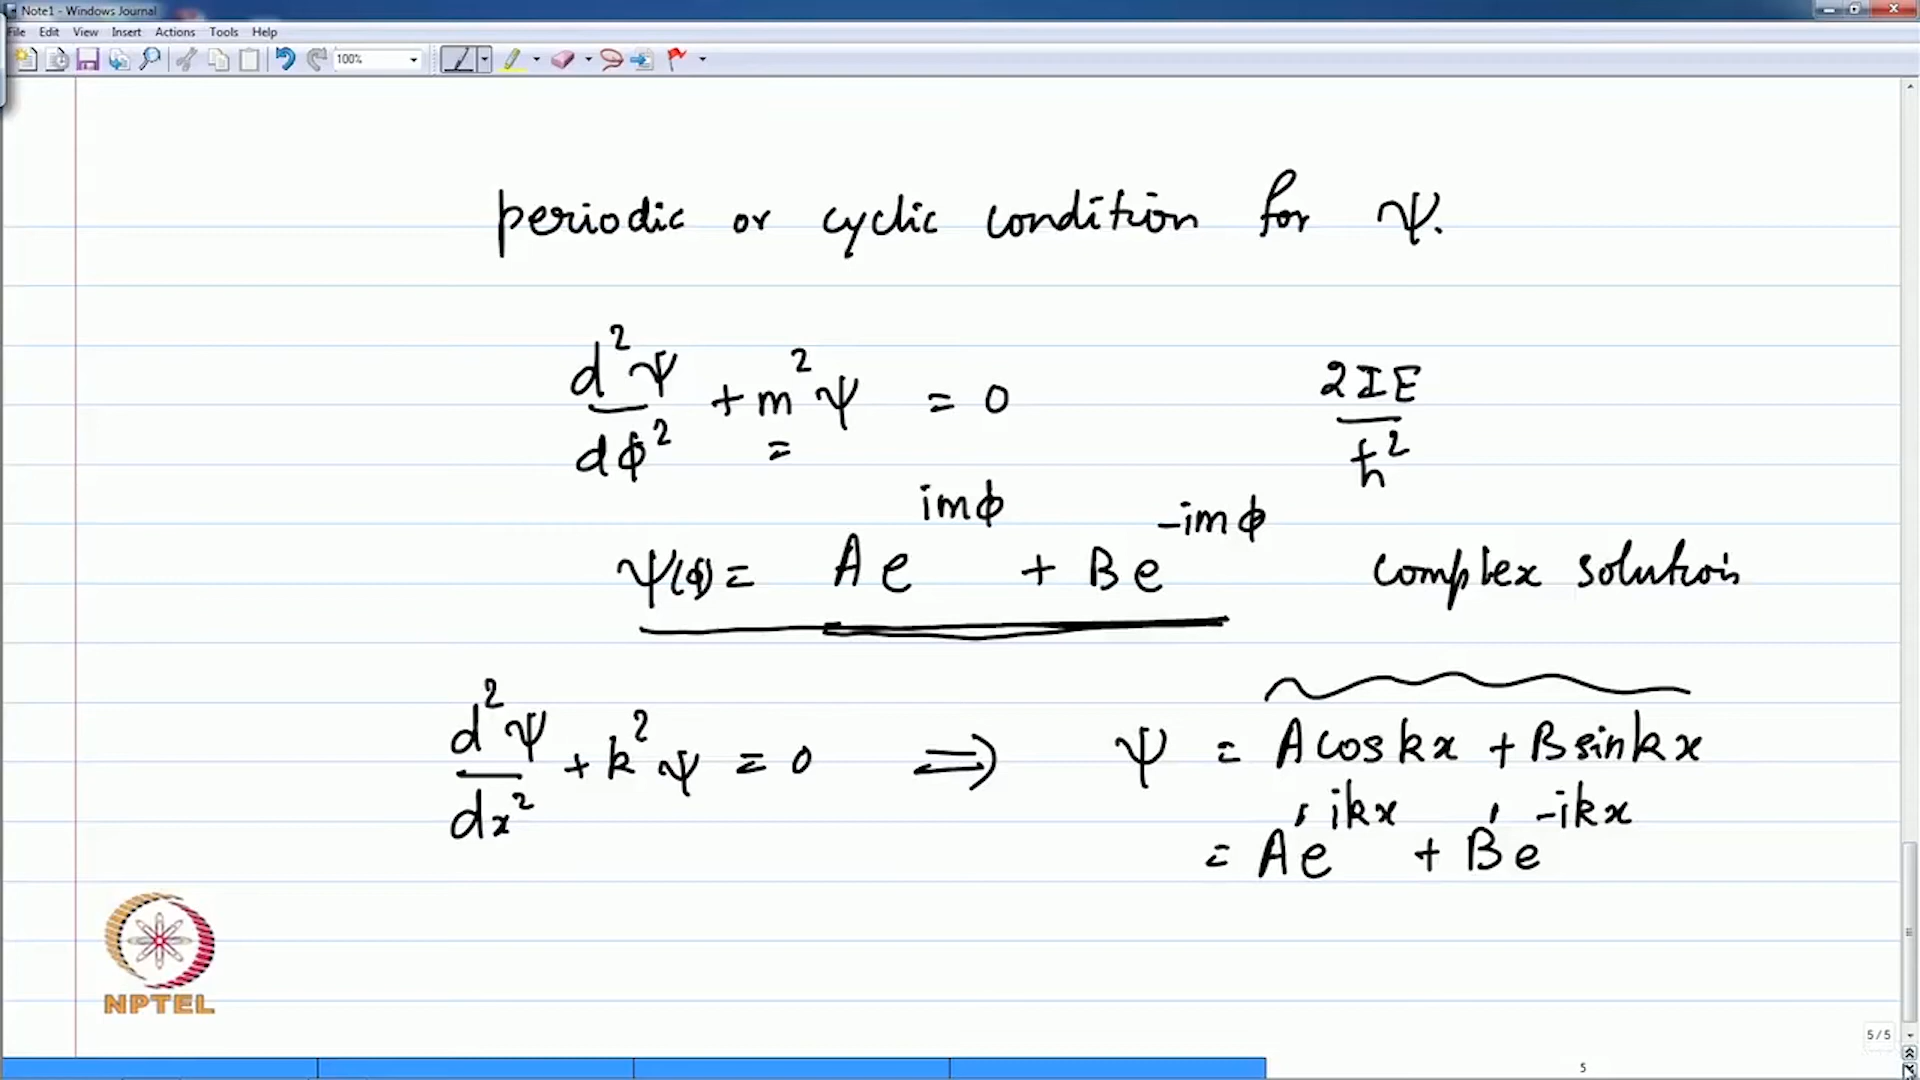 Note1 - Windows Journal
File Edit View Insert Actions Tools Help
100%
periodic or cyclic condition for ψ.
d²ψ/dφ² + m²ψ = 0
2IE/ħ²
ψ(φ) = Ae^{imφ} + Be^{-imφ} complex solution
d²ψ/dx² + k²ψ = 0 ⟹ ψ = A cos kx + B sin kx
= A'e^{ikx} + B'e^{-ikx}
NPTEL
5/5
5